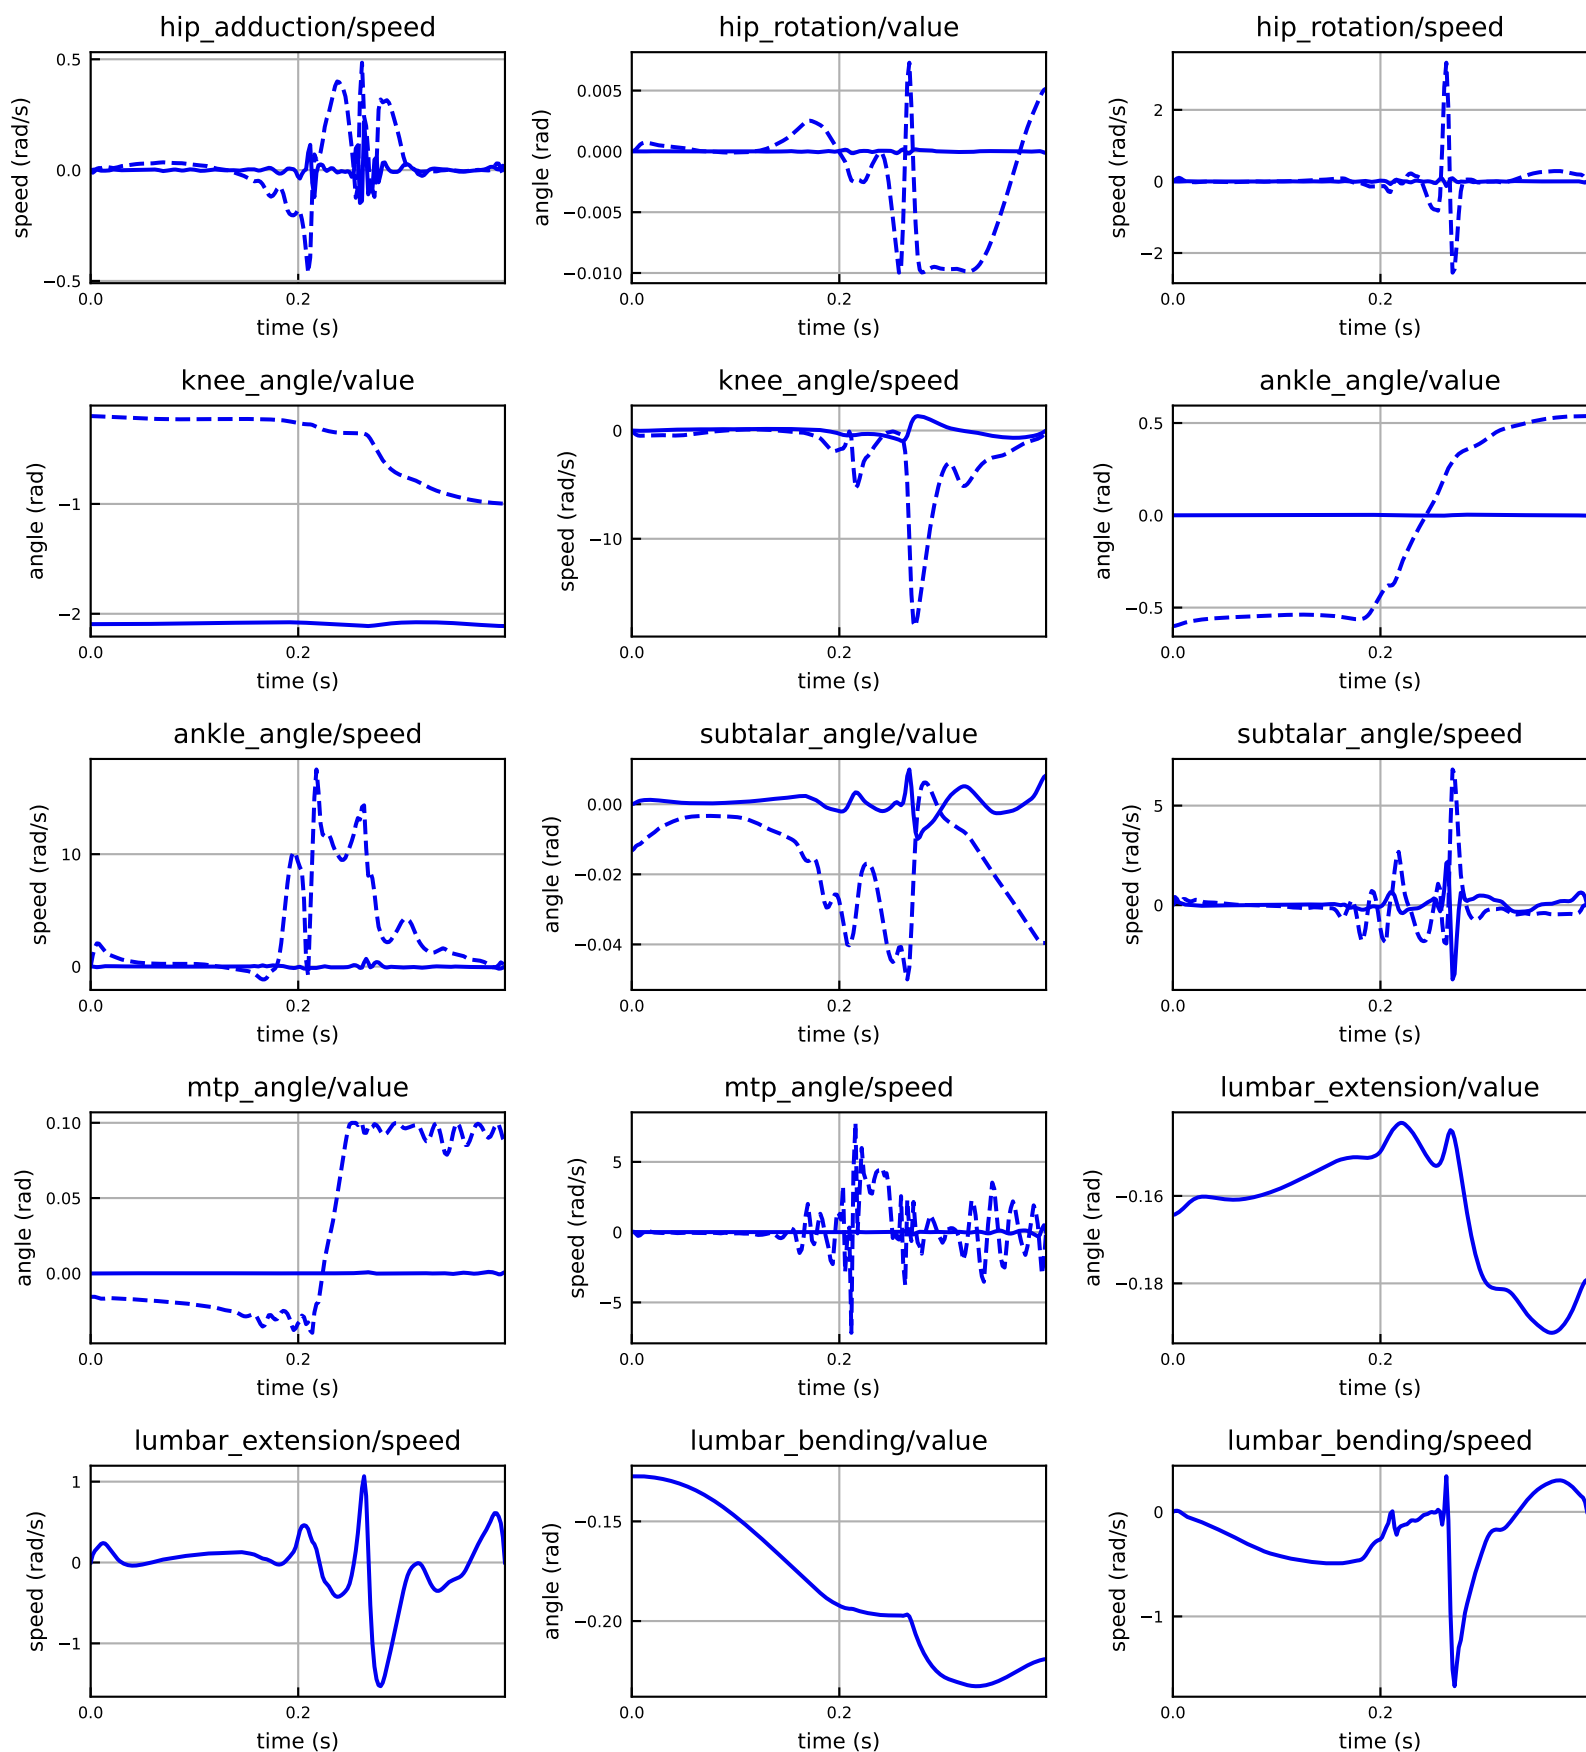 hip_adduction/speed
speed (rad/s)
0.5
0.0
−0.5
0.0
0.2
time (s)
hip_rotation/value
angle (rad)
0.005
0.000
−0.005
−0.010
0.0
0.2
time (s)
hip_rotation/speed
speed (rad/s)
2
0
−2
0.0
0.2
time (s)
knee_angle/value
angle (rad)
−1
−2
0.0
0.2
time (s)
knee_angle/speed
speed (rad/s)
0
−10
0.0
0.2
time (s)
ankle_angle/value
angle (rad)
0.5
0.0
−0.5
0.0
0.2
time (s)
ankle_angle/speed
speed (rad/s)
10
0
0.0
0.2
time (s)
subtalar_angle/value
angle (rad)
0.00
−0.02
−0.04
0.0
0.2
time (s)
subtalar_angle/speed
speed (rad/s)
5
0
0.0
0.2
time (s)
mtp_angle/value
angle (rad)
0.10
0.05
0.00
0.0
0.2
time (s)
mtp_angle/speed
speed (rad/s)
5
0
−5
0.0
0.2
time (s)
lumbar_extension/value
angle (rad)
−0.16
−0.18
0.0
0.2
time (s)
lumbar_extension/speed
speed (rad/s)
1
0
−1
0.0
0.2
time (s)
lumbar_bending/value
angle (rad)
−0.15
−0.20
0.0
0.2
time (s)
lumbar_bending/speed
speed (rad/s)
0
−1
0.0
0.2
time (s)